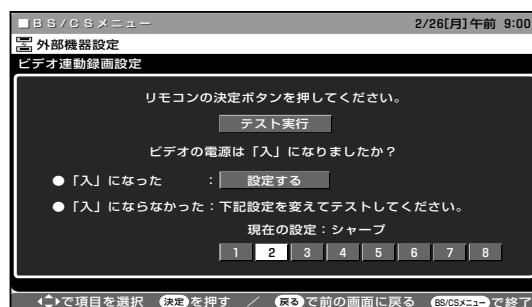 ■BS/CSメニュー 2/26[月]午前 9:00
外部機器設定
ビデオ連動録画設定
リモコンの決定ボタンを押してください。
テスト実行
ビデオの電源は「入」になりましたか?
●「入」になった : 設定する
●「入」にならなかった:下記設定を変えてテストしてください。
現在の設定:シャープ
1 2 3 4 5 6 7 8
で項目を選択 決定を押す / 戻るで前の画面に戻る BS/CSメニューで終了